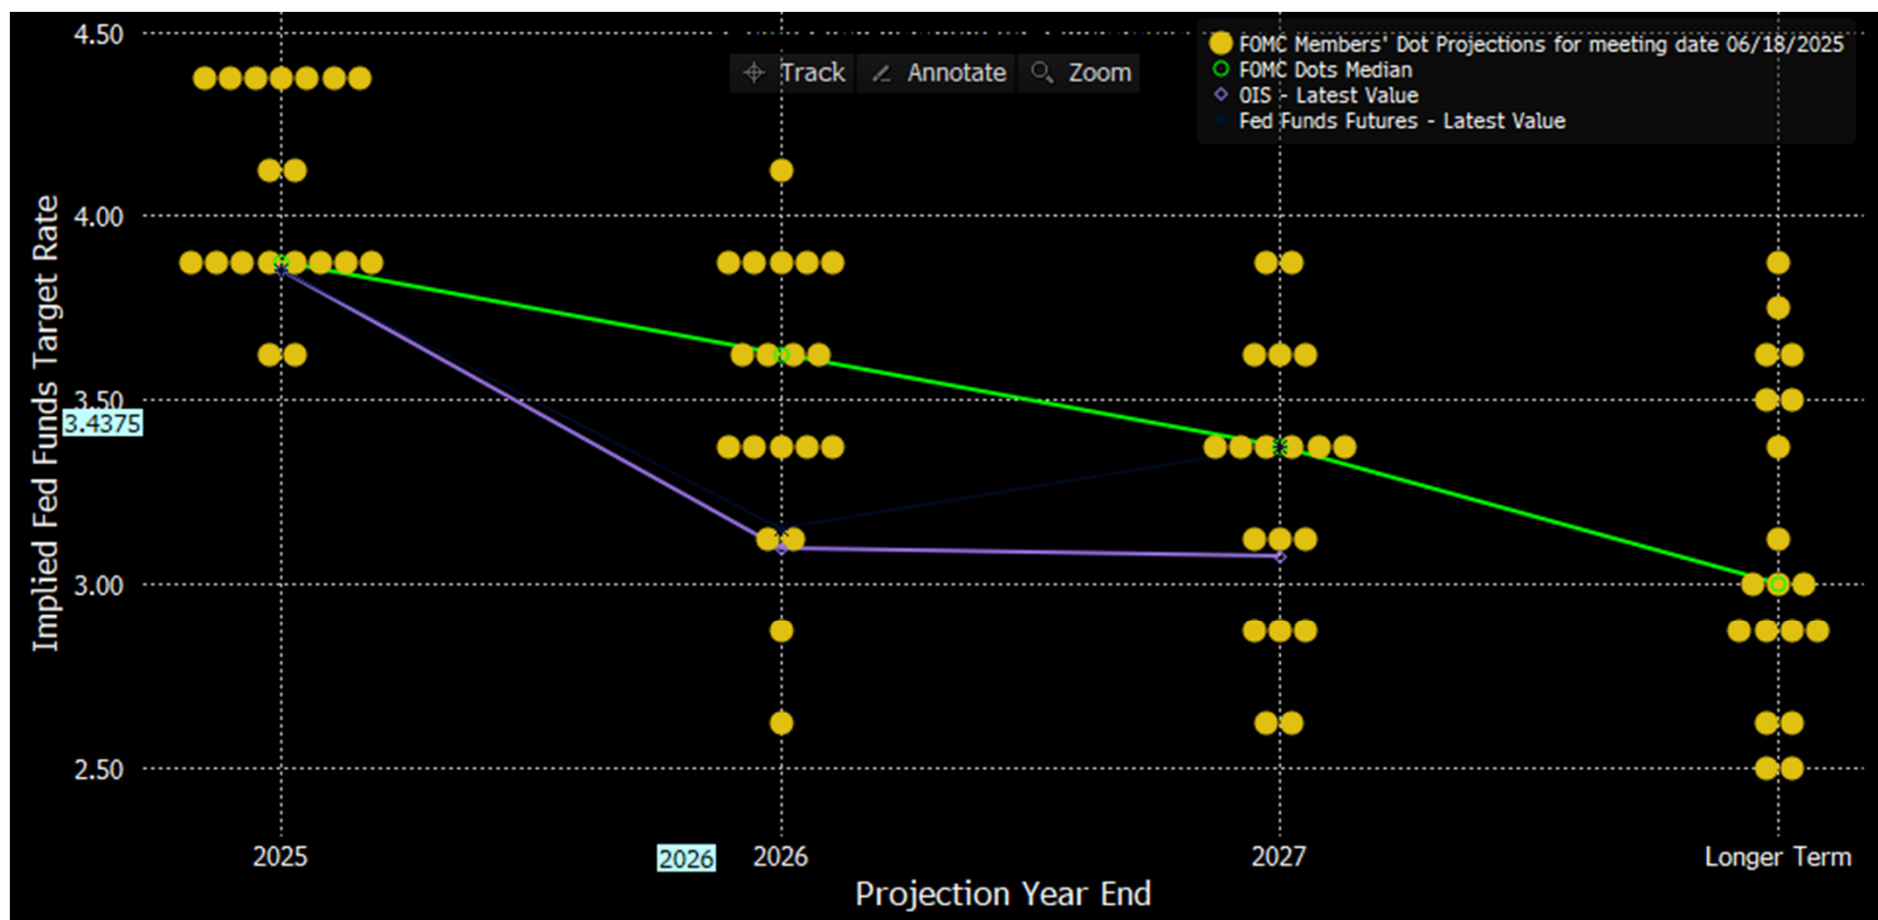 4.50
4.00
3.50
3.4375
3.00
2.50
Implied Fed Funds Target Rate
Track
Annotate
Zoom
FOMC Members' Dot Projections for meeting date 06/18/2025
FOMC Dots Median
OIS - Latest Value
Fed Funds Futures - Latest Value
2025
2026
2026
2027
Longer Term
Projection Year End